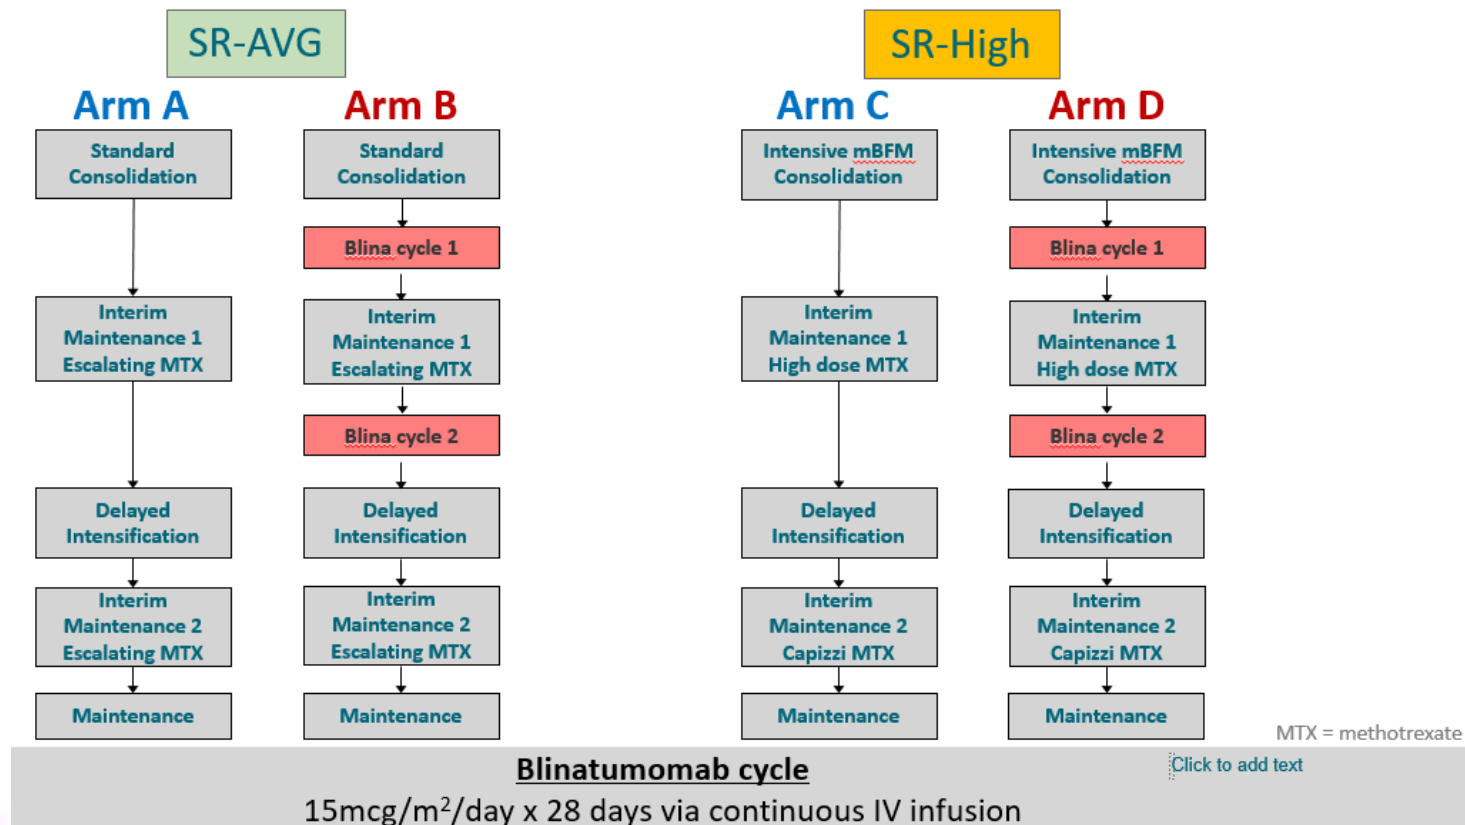 SR-AVG
SR-High
Arm A
Arm B
Arm C
Arm D
Standard
Consolidation
Interim
Maintenance 1
Escalating MTX
Delayed
Intensification
Interim
Maintenance 2
Escalating MTX
Maintenance
Standard
Consolidation
Blina cycle 1
Interim
Maintenance 1
Escalating MTX
Blina cycle 2
Delayed
Intensification
Interim
Maintenance 2
Escalating MTX
Maintenance
Intensive mBFM
Consolidation
Interim
Maintenance 1
High dose MTX
Delayed
Intensification
Interim
Maintenance 2
Capizzi MTX
Maintenance
Intensive mBFM
Consolidation
Blina cycle 1
Interim
Maintenance 1
High dose MTX
Blina cycle 2
Delayed
Intensification
Interim
Maintenance 2
Capizzi MTX
Maintenance
MTX = methotrexate
Blinatumomab cycle
Click to add text
15mcg/m²/day x 28 days via continuous IV infusion